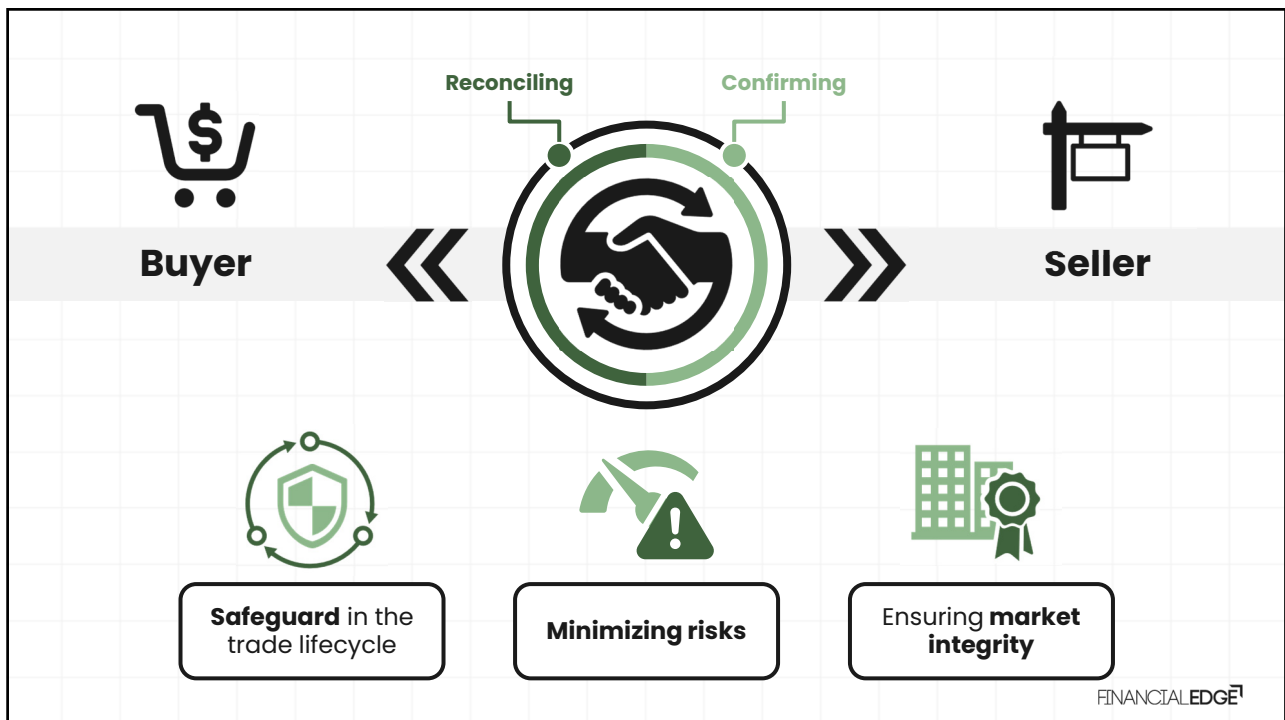 Reconciling
Confirming
$
Buyer
Seller
!
Safeguard in the
trade lifecycle
Minimizing risks
Ensuring market
integrity
FINANCIALEDGE